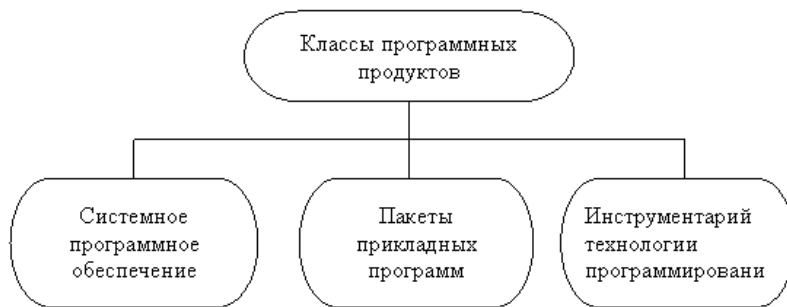 Классы программных
продуктов
Системное
программное
обеспечение
Пакеты
прикладных
программ
Инструментарий
технологии
программировани